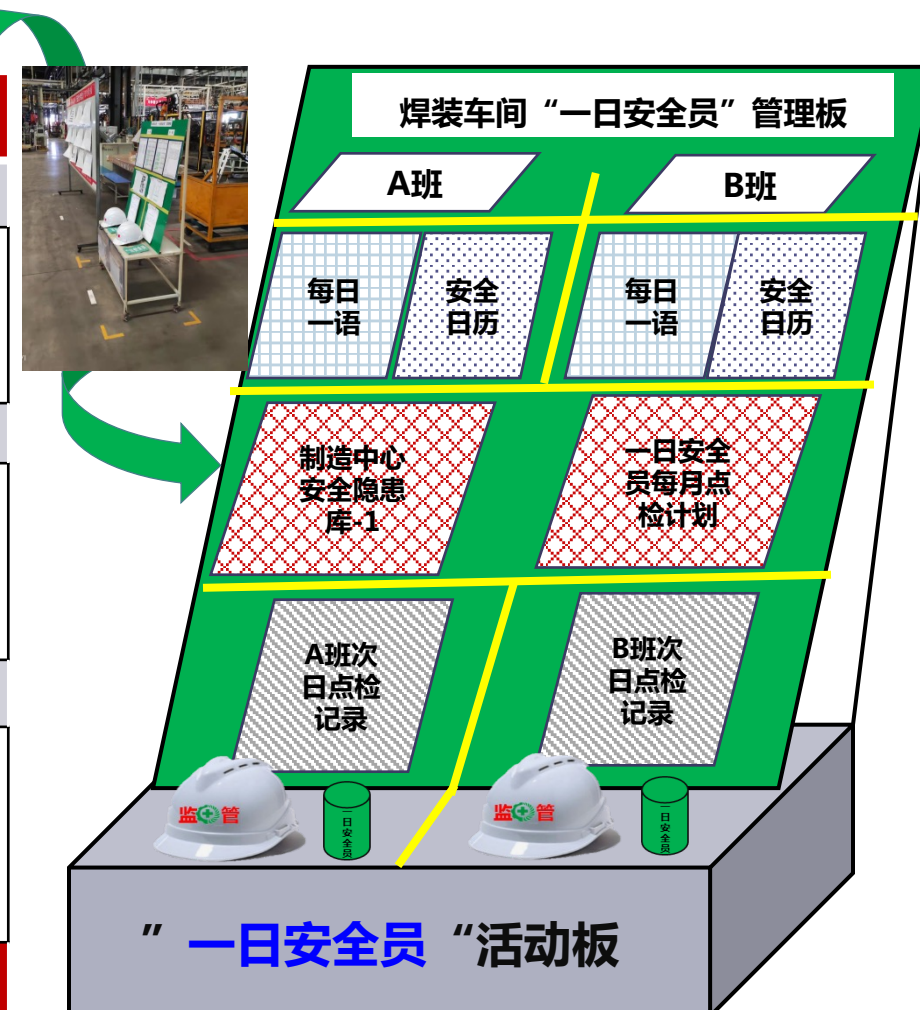 焊装车间“一日安全员”管理板
A班
B班
每日
一语
安全
日历
每日
一语
安全
日历
制造中心
安全隐患
库-1
一日安全
员每月点
检计划
A班次
日点检
记录
B班次
日点检
记录
监管
一日安全员
监管
一日安全员
”一日安全员“活动板